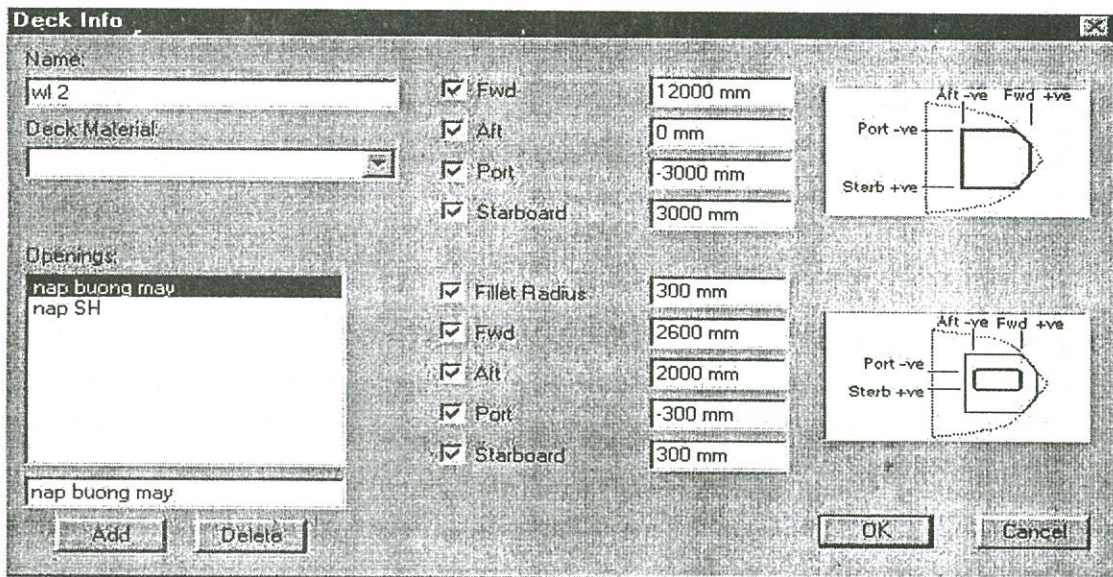 Deck Info
Name:
wl 2
Deck Material:
Fwd 12000 mm
Aft 0 mm
Port -3000 mm
Starboard 3000 mm
Aft -ve Fwd +ve
Port -ve
Starb +ve
Openings:
nap buong may
nap SH
nap buong may
Add Delete
Fillet Radius 300 mm
Fwd 2600 mm
Aft 2000 mm
Port -300 mm
Starboard 300 mm
Aft -ve Fwd +ve
Port -ve
Starb +ve
OK Cancel